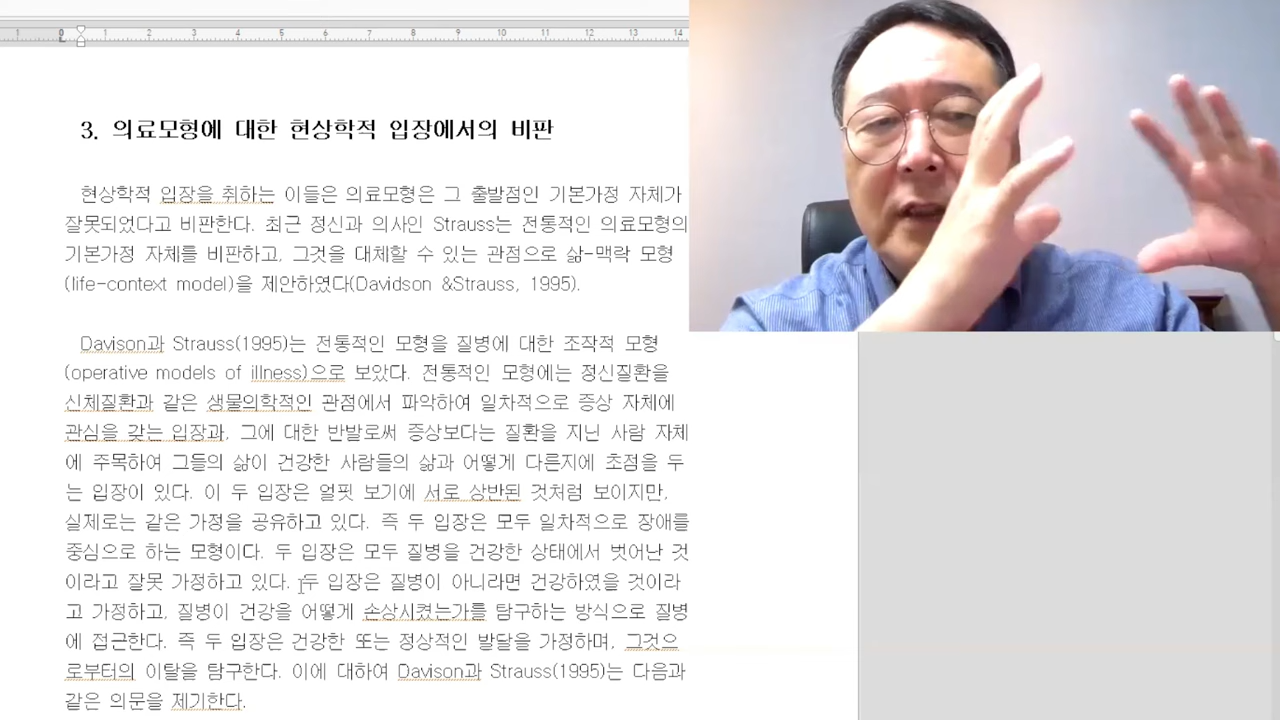 1 0 1 2 3 4 5 6 7 8 9 10 11 12 13 14
3. 의료모형에 대한 현상학적 입장에서의 비판
현상학적 입장을 취하는 이들은 의료모형은 그 출발점인 기본가정 자체가
잘못되었다고 비판한다. 최근 정신과 의사인 Strauss는 전통적인 의료모형의
기본가정 자체를 비판하고, 그것을 대체할 수 있는 관점으로 삶-맥락 모형
(life-context model)을 제안하였다(Davidson &Strauss, 1995).
Davison과 Strauss(1995)는 전통적인 모형을 질병에 대한 조작적 모형
(operative models of illness)으로 보았다. 전통적인 모형에는 정신질환을
신체질환과 같은 생물의학적인 관점에서 파악하여 일차적으로 증상 자체에
관심을 갖는 입장과, 그에 대한 반발로써 증상보다는 질환을 지닌 사람 자체
에 주목하여 그들의 삶이 건강한 사람들의 삶과 어떻게 다른지에 초점을 두
는 입장이 있다. 이 두 입장은 얼핏 보기에 서로 상반된 것처럼 보이지만,
실제로는 같은 가정을 공유하고 있다. 즉 두 입장은 모두 일차적으로 장애를
중심으로 하는 모형이다. 두 입장은 모두 질병을 건강한 상태에서 벗어난 것
이라고 잘못 가정하고 있다. 두 입장은 질병이 아니라면 건강하였을 것이라
고 가정하고, 질병이 건강을 어떻게 손상시켰는가를 탐구하는 방식으로 질병
에 접근한다. 즉 두 입장은 건강한 또는 정상적인 발달을 가정하며, 그것으
로부터의 이탈을 탐구한다. 이에 대하여 Davison과 Strauss(1995)는 다음과
같은 의문을 제기한다.